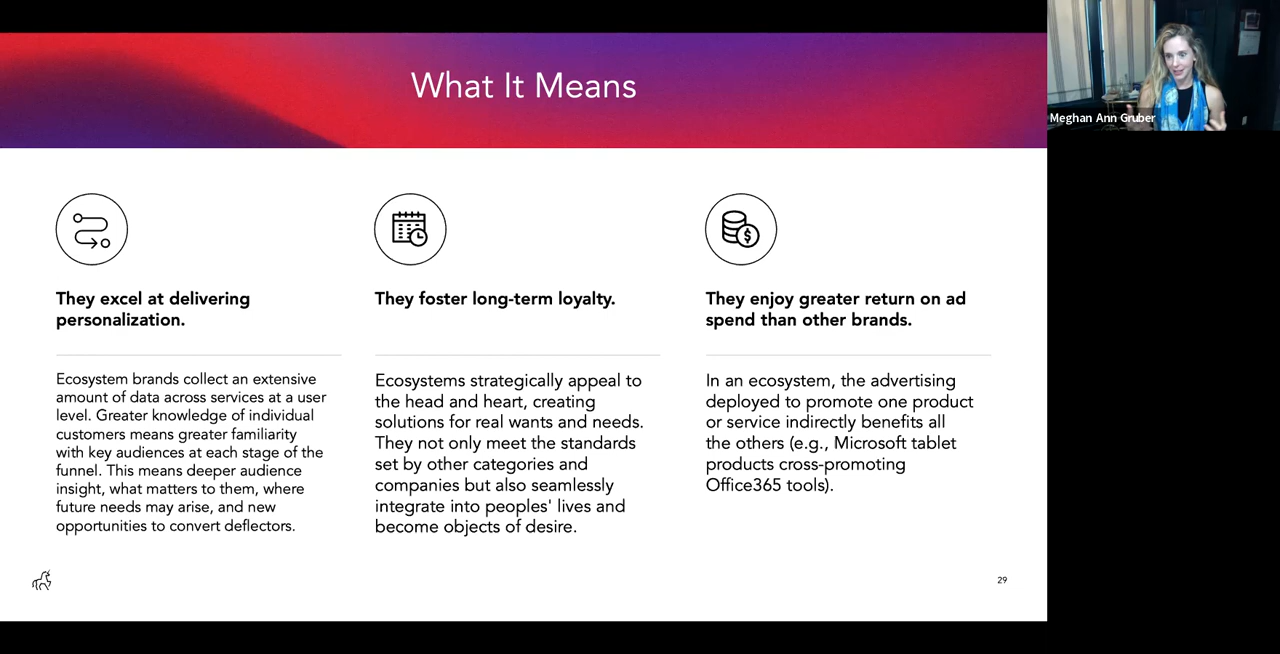 What It Means
Meghan Ann Gruber
They excel at delivering
personalization.
Ecosystem brands collect an extensive
amount of data across services at a user
level. Greater knowledge of individual
customers means greater familiarity
with key audiences at each stage of the
funnel. This means deeper audience
insight, what matters to them, where
future needs may arise, and new
opportunities to convert deflectors.
They foster long-term loyalty.
Ecosystems strategically appeal to
the head and heart, creating
solutions for real wants and needs.
They not only meet the standards
set by other categories and
companies but also seamlessly
integrate into peoples' lives and
become objects of desire.
They enjoy greater return on ad
spend than other brands.
In an ecosystem, the advertising
deployed to promote one product
or service indirectly benefits all
the others (e.g., Microsoft tablet
products cross-promoting
Office365 tools).
29